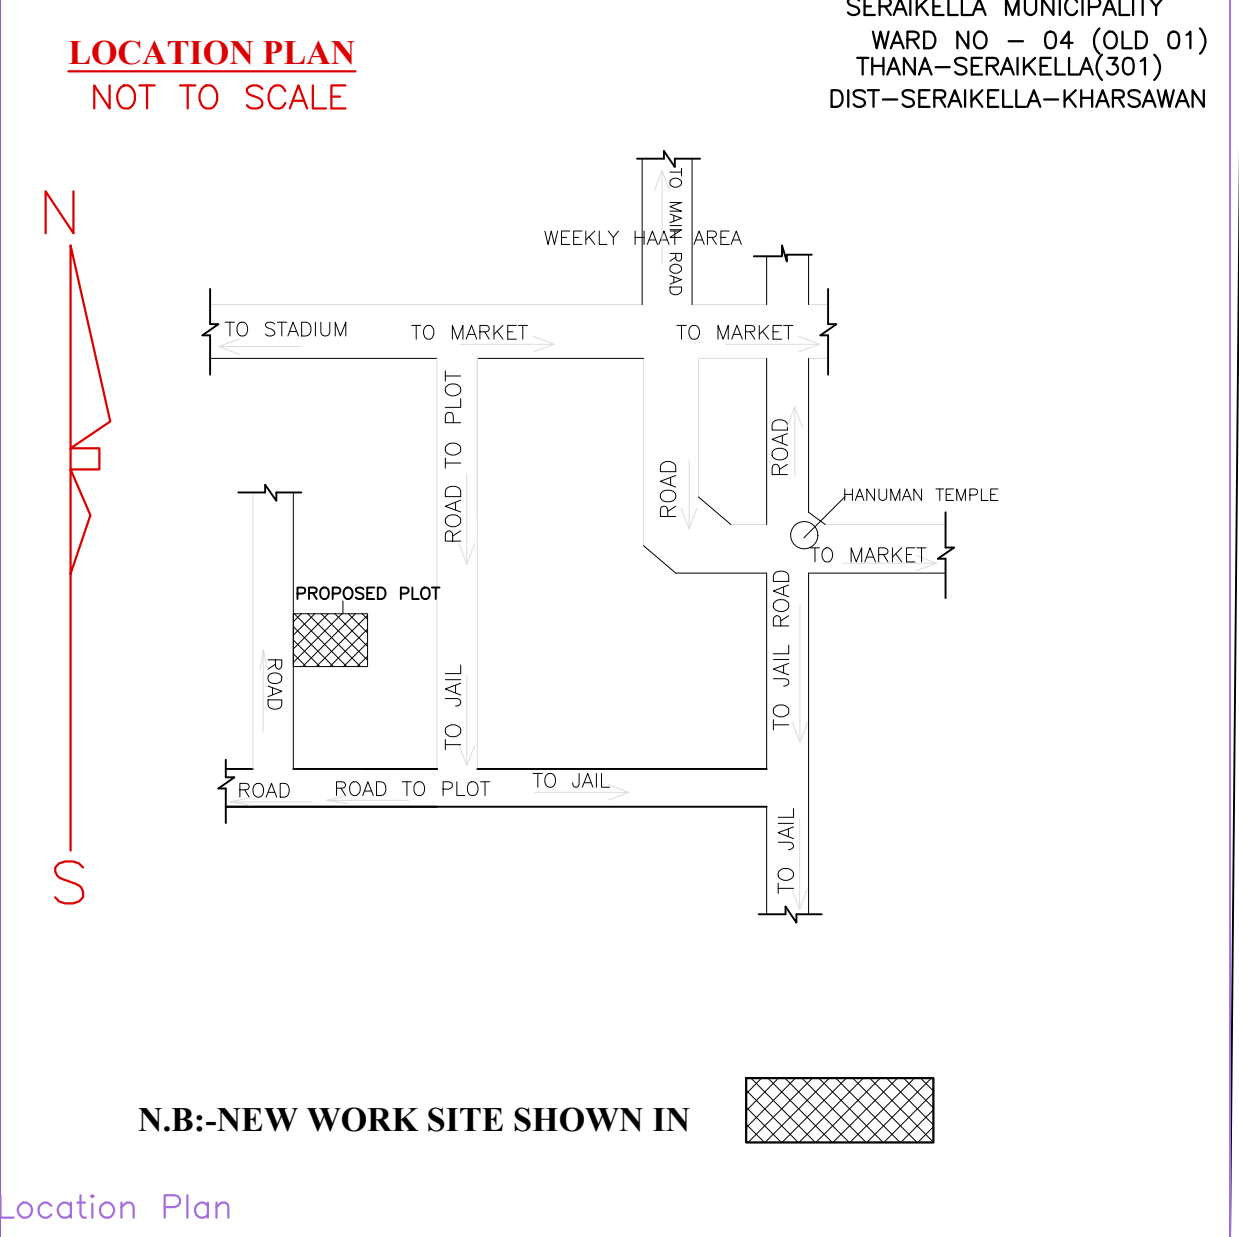 SERAIKELLA MUNICIPALITY
WARD NO - 04 (OLD 01)
THANA-SERAIKELLA(301)
DIST-SERAIKELLA-KHARSAWAN
LOCATION PLAN
NOT TO SCALE
N
TO MAIN ROAD
WEEKLY HAAT AREA
TO STADIUM
TO MARKET
TO MARKET
ROAD TO PLOT
ROAD
ROAD
HANUMAN TEMPLE
TO MARKET
PROPOSED PLOT
ROAD
TO JAIL
TO JAIL ROAD
ROAD
ROAD TO PLOT
TO JAIL
TO JAIL
S
N.B:-NEW WORK SITE SHOWN IN
Location Plan